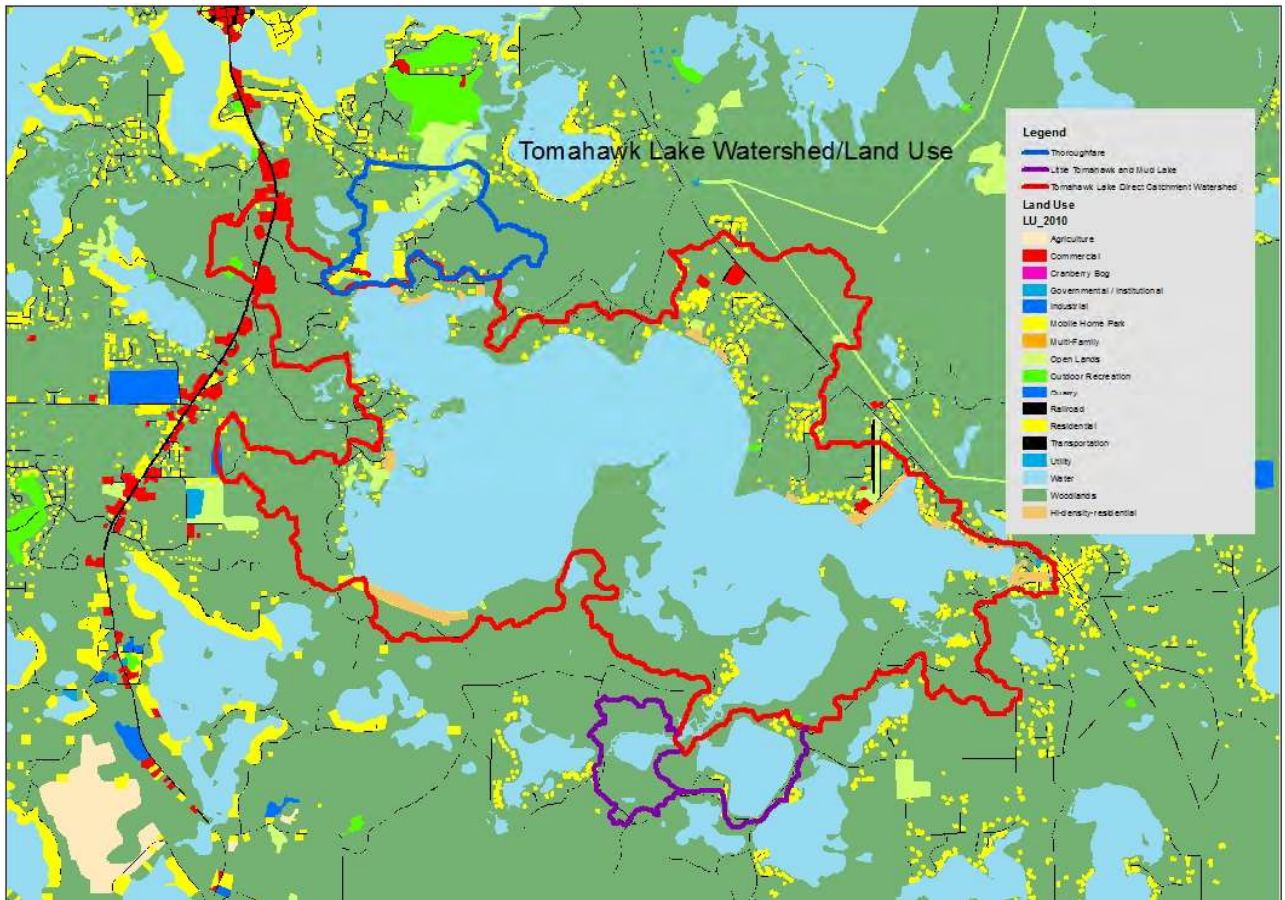 Tomahawk Lake Watershed/Land Use
Legend
Thoroughfare
Little Tomahawk and Mud Lake
Tomahawk Lake Direct Catchment Watershed
Land Use
LU_2010
Agriculture
Commercial
Cranberry Bog
Governmental / Institutional
Industrial
Mobile Home Park
Multi-Family
Open Lands
Outdoor Recreation
Quarry
Railroad
Residential
Transportation
Utility
Water
Woodlands
Hi-density-residential